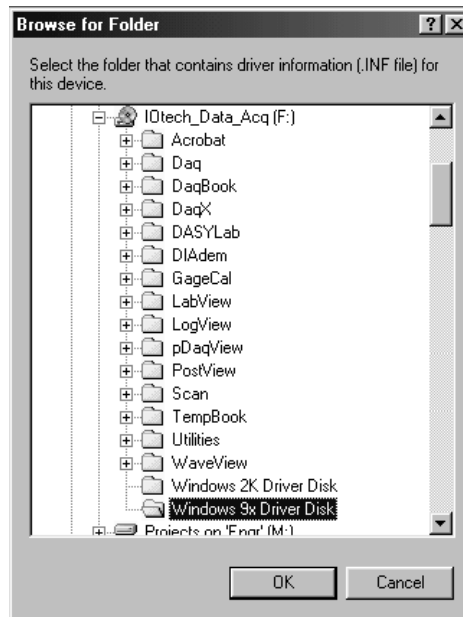 Browse for Folder
Select the folder that contains driver information (.INF file) for
this device.
IOtech_Data_Acq (F:)
Acrobat
Daq
DaqBook
DaqX
DASYLab
DIAdem
GageCal
LabView
LogView
pDaqView
PostView
Scan
TempBook
Utilities
WaveView
Windows 2K Driver Disk
Windows 9x Driver Disk
Projects on 'Engr' (M:)
OK
Cancel